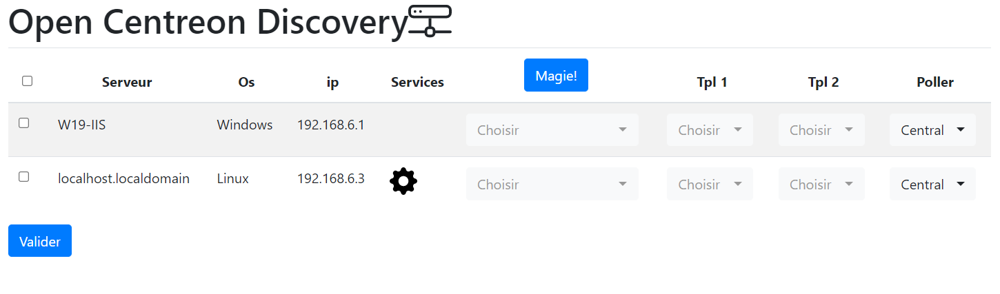 Open Centreon Discovery
Serveur Os ip Services Magie! Tpl 1 Tpl 2 Poller
W19-IIS Windows 192.168.6.1 Choisir Choisir Choisir Central
localhost.localdomain Linux 192.168.6.3 Choisir Choisir Choisir Central
Valider